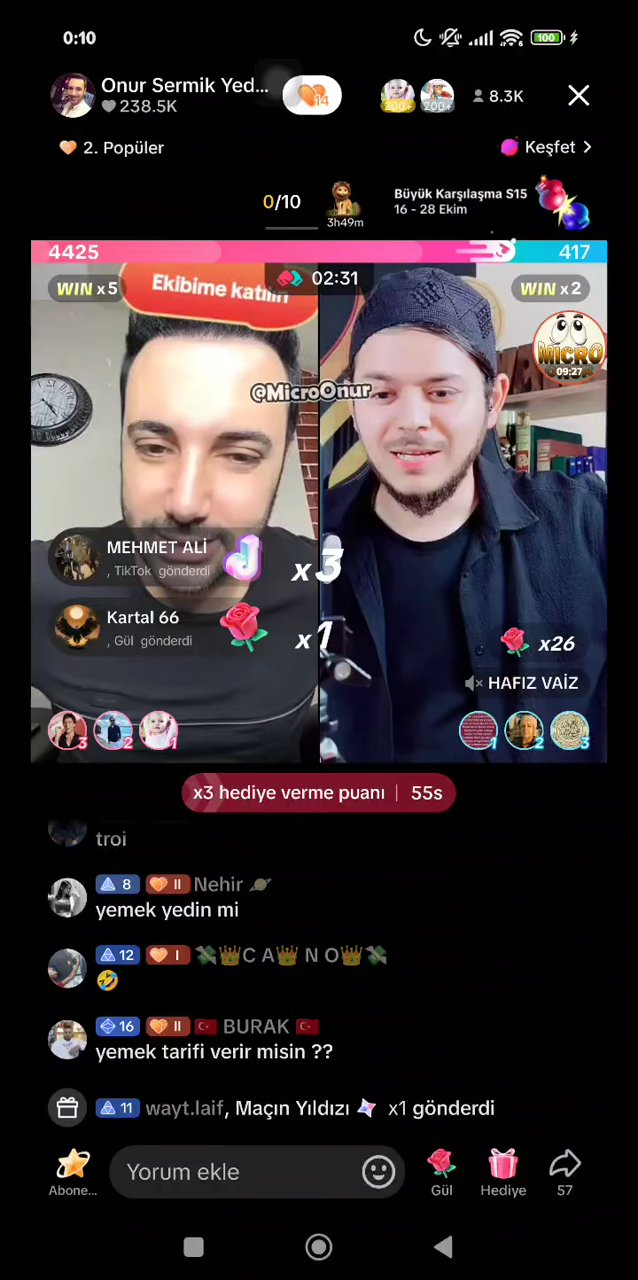 0:10
100
Onur Sermik Yed...
238.5K
14
200+
200+
8.3K
2. Popüler
Keşfet
0/10
3h49m
Büyük Karşılaşma S15
16 - 28 Ekim
4425
417
WIN x5
Ekibime katılın
02:31
WIN x2
MICRO
09:27
@MicroOnur
MEHMET ALİ
, TikTok gönderdi
x3
Kartal 66
, Gül gönderdi
x1
x26
HAFIZ VAİZ
3
2
1
1
2
3
x3 hediye verme puanı | 55s
troi
8 II Nehir
yemek yedin mi
12 I C A N O
16 II BURAK
yemek tarifi verir misin ??
11 wayt.laif, Maçın Yıldızı x1 gönderdi
Yorum ekle
Abone...
Gül
Hediye
57